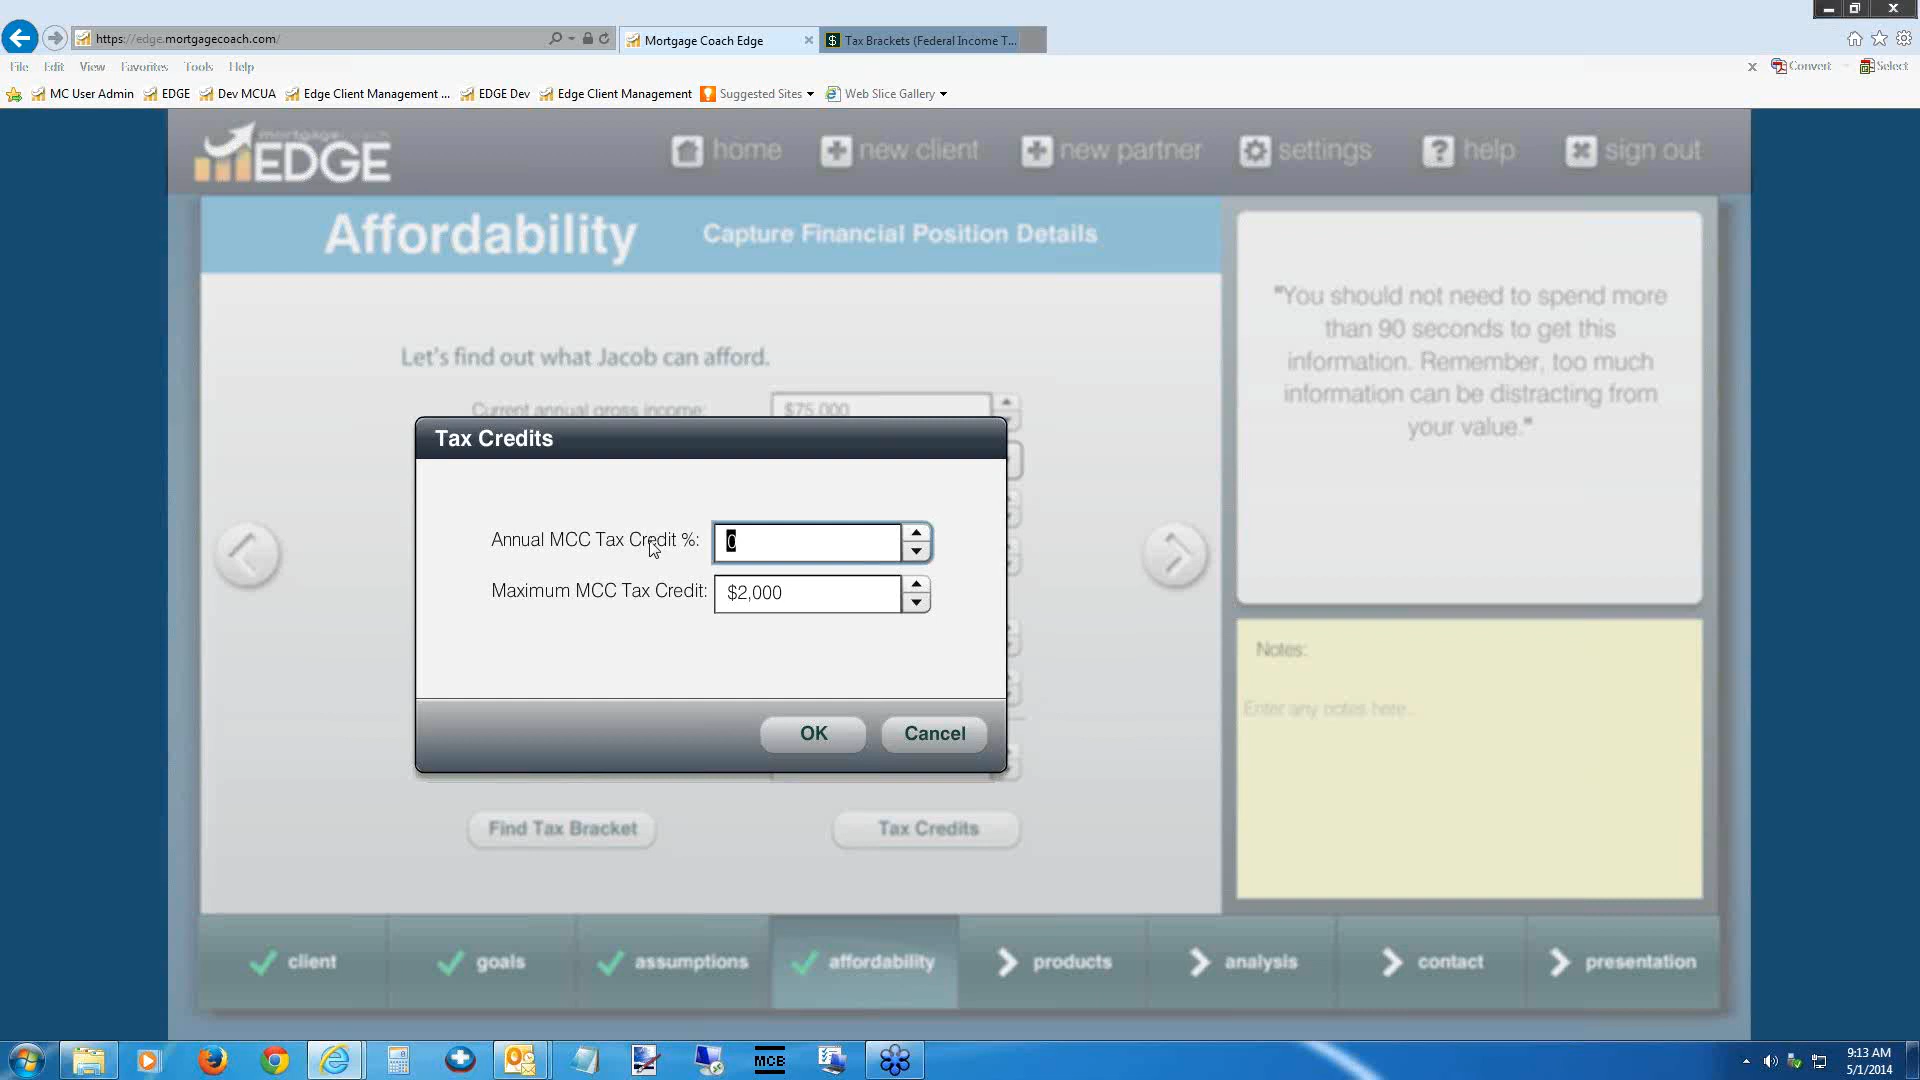 https://edge.mortgagecoach.com/
Mortgage Coach Edge
Tax Brackets (Federal Income T...
File Edit View Favorites Tools Help
Convert Select
MC User Admin EDGE Dev MCUA Edge Client Management ... EDGE Dev Edge Client Management Suggested Sites Web Slice Gallery
mortgagecoach
EDGE
home new client new partner settings help sign out
Affordability Capture Financial Position Details
"You should not need to spend more
than 90 seconds to get this
information. Remember, too much
information can be distracting from
your value."
Let's find out what Jacob can afford.
Current annual gross income: $75,000
Tax Credits
Annual MCC Tax Credit %: 0
Maximum MCC Tax Credit: $2,000
OK Cancel
Notes:
Enter any notes here..
Find Tax Bracket Tax Credits
client goals assumptions affordability products analysis contact presentation
MCB
9:13 AM
5/1/2014